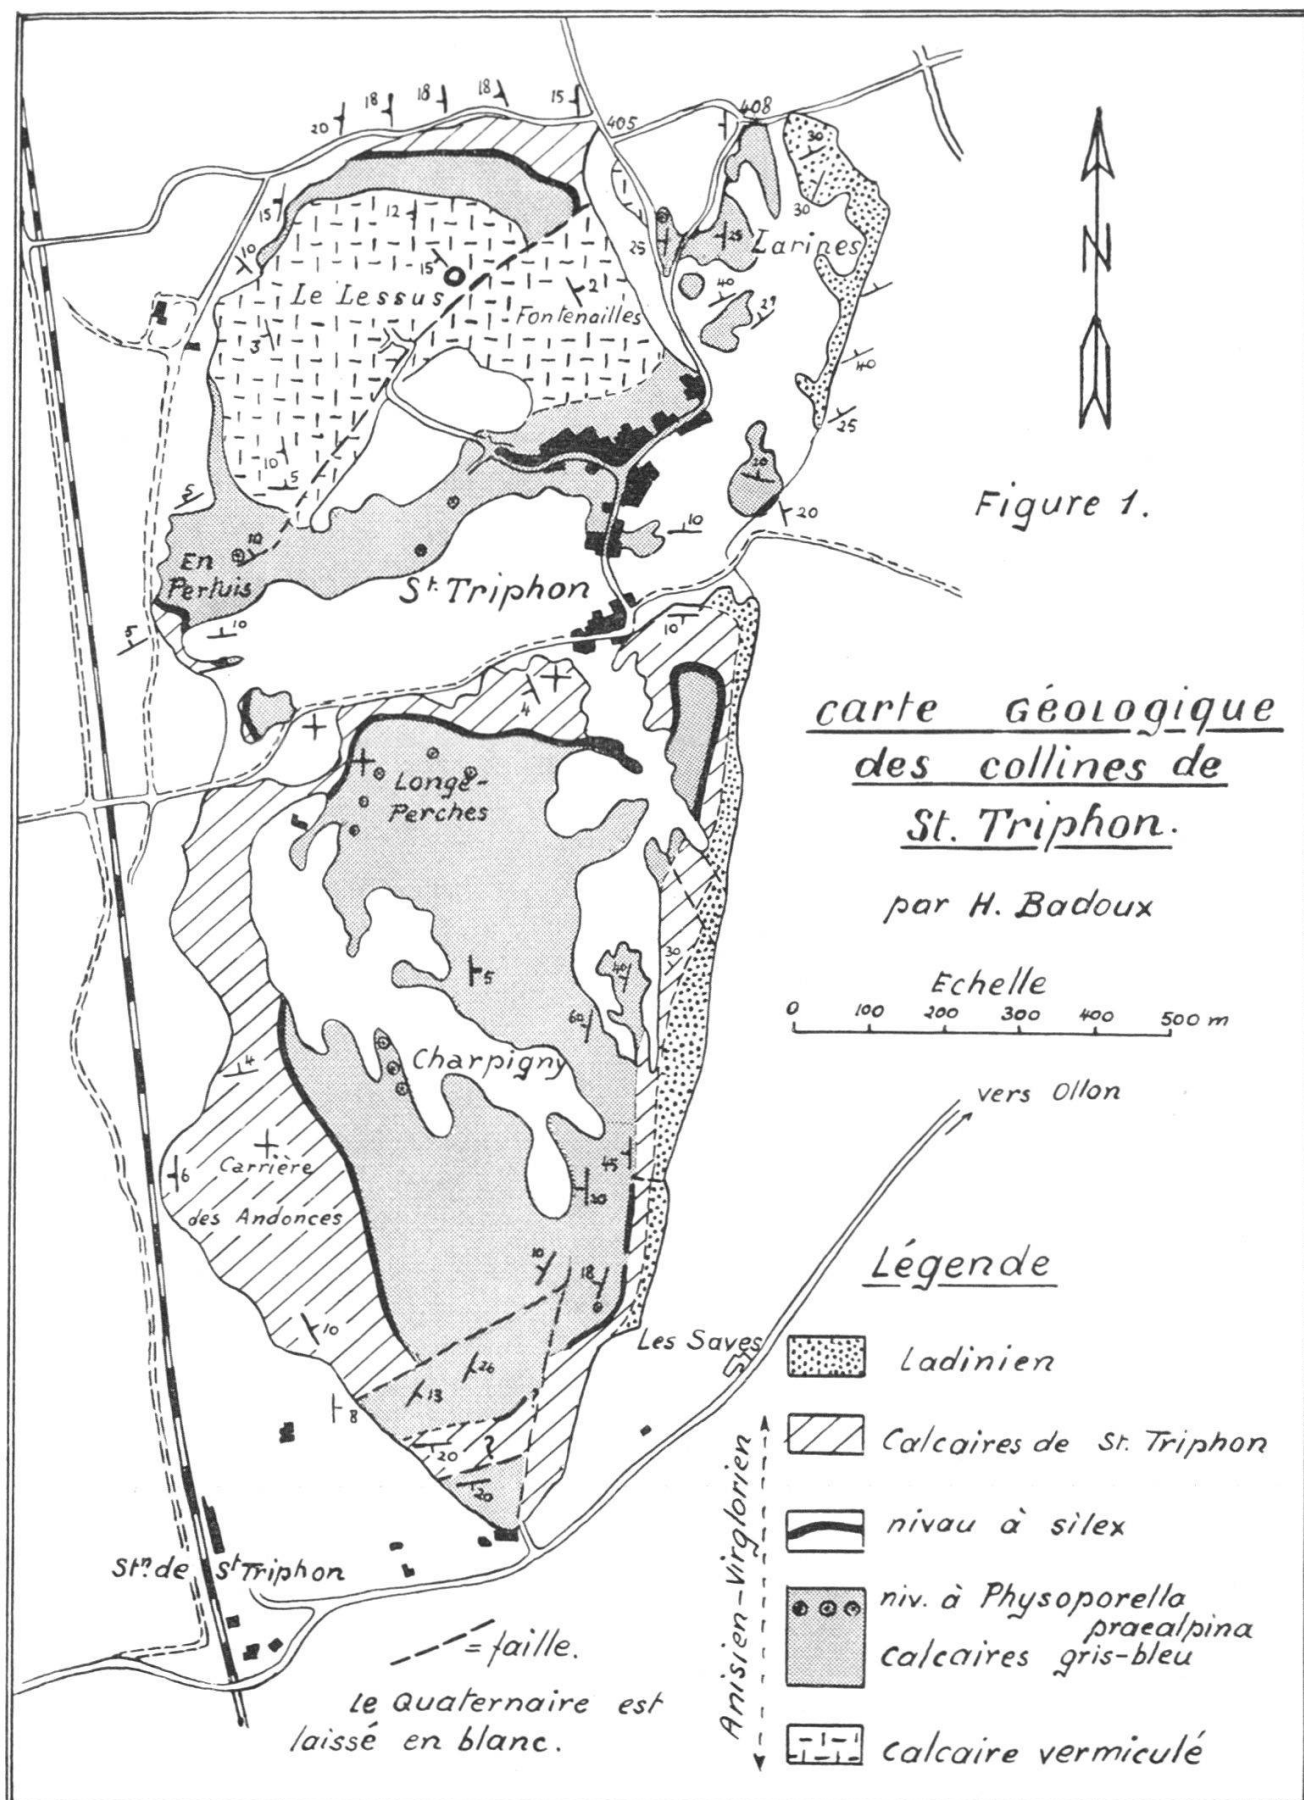 18
18
18
15
20
405
408
30
15
12
30
25
25
Larines
10
15
40
29
Le Lessus
2
Fontenailles
3
40
25
10
5
20
5
20
Figure 1.
10
10
En
Pertuis
St. Triphon
5
10
10
4
Carte Géologique
des collines de
St. Triphon.
Longe-
Perches
par H. Badoux
30
40
5
Echelle
0 100 200 300 400 500 m
60
4
Charpigny
vers Ollon
45
6
Carrière
des Andonces
20
10
18
Légende
10
Les Saves
Ladinien
26
13
8
?
Calcaires de St. Triphon
?
20
20
nivau à silex
Stn. de St Triphon
niv. à Physoporella
praealpina
calcaires gris-bleu
= faille.
Anisien-Virglorien
Le Quaternaire est
laissé en blanc.
calcaire vermiculé
N